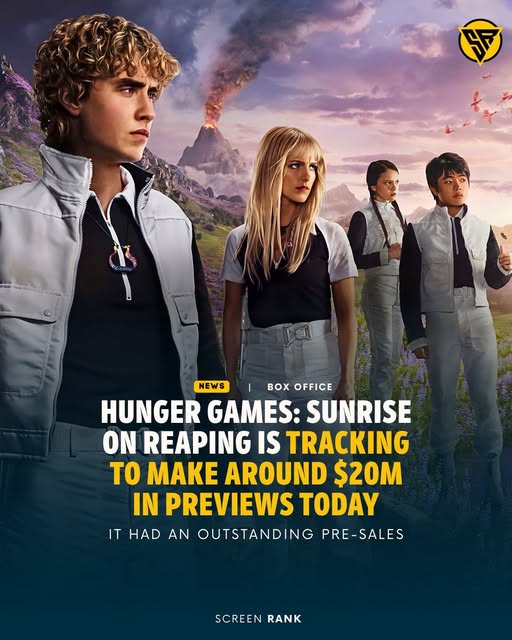 SR
NEWS | BOX OFFICE
HUNGER GAMES: SUNRISE
ON REAPING IS TRACKING
TO MAKE AROUND $20M
IN PREVIEWS TODAY
IT HAD AN OUTSTANDING PRE-SALES
SCREEN RANK